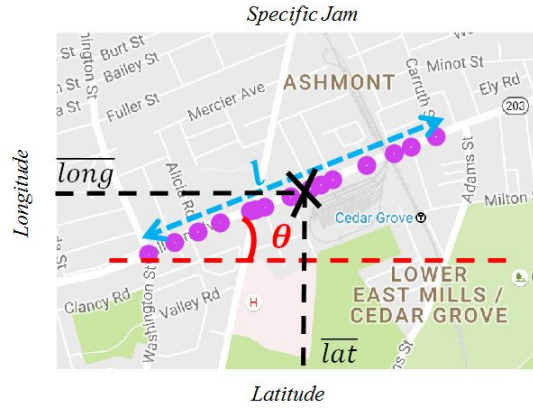 Specific Jam
Burt St
Bailey St
Fuller St
Mercier Ave
ASHMONT
Minot St
Ely Rd
203
Carruth
Adams St
Longitude
long
l
Alicia Rd
Milton
Cedar Grove
θ
LOWER
EAST MILLS /
CEDAR GROVE
Clancy Rd
Valley Rd
Washington St
H
lat
Latitude